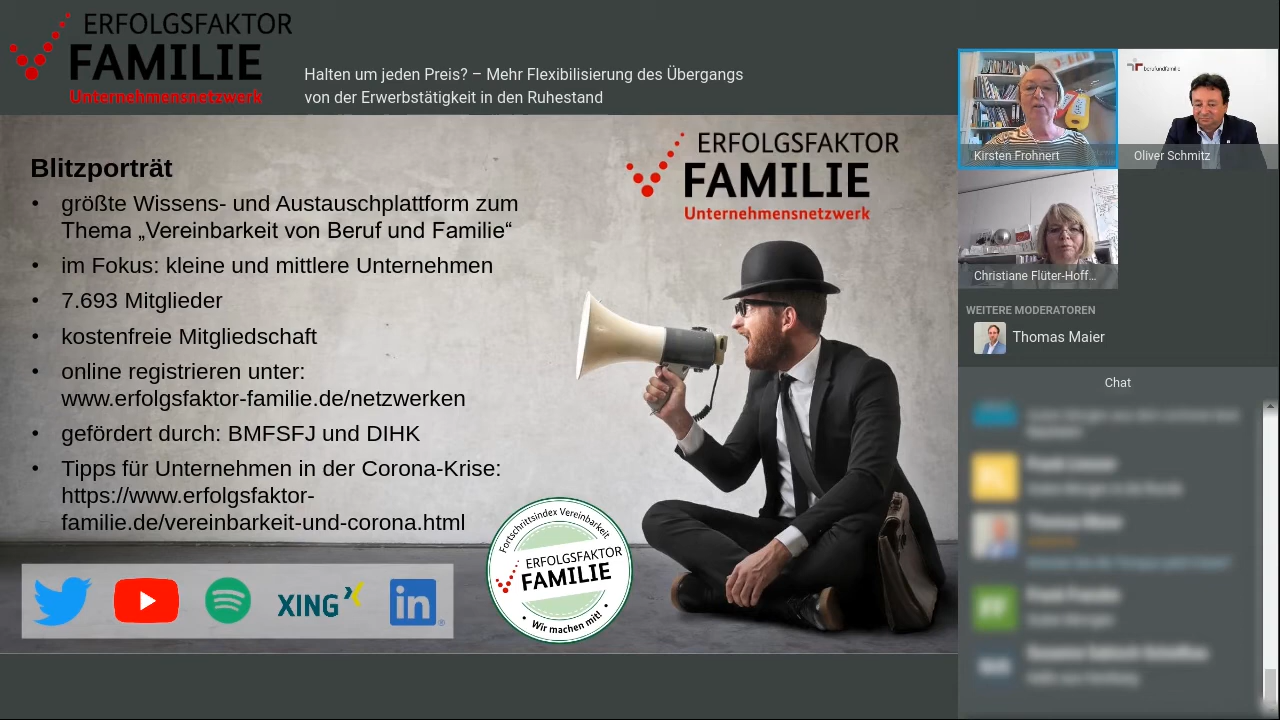 ERFOLGSFAKTOR
FAMILIE
Unternehmensnetzwerk
Halten um jeden Preis? – Mehr Flexibilisierung des Übergangs
von der Erwerbstätigkeit in den Ruhestand
Blitzporträt
• größte Wissens- und Austauschplattform zum
Thema „Vereinbarkeit von Beruf und Familie“
• im Fokus: kleine und mittlere Unternehmen
• 7.693 Mitglieder
• kostenfreie Mitgliedschaft
• online registrieren unter:
www.erfolgsfaktor-familie.de/netzwerken
• gefördert durch: BMFSFJ und DIHK
• Tipps für Unternehmen in der Corona-Krise:
https://www.erfolgsfaktor-
familie.de/vereinbarkeit-und-corona.html
ERFOLGSFAKTOR
FAMILIE
Unternehmensnetzwerk
Fortschrittsindex Vereinbarkeit
ERFOLGSFAKTOR
FAMILIE
• Wir machen mit! •
XING
in
berufundfamilie
Kirsten Frohnert
Oliver Schmitz
Christiane Flüter-Hoff...
WEITERE MODERATOREN
Thomas Maier
Chat